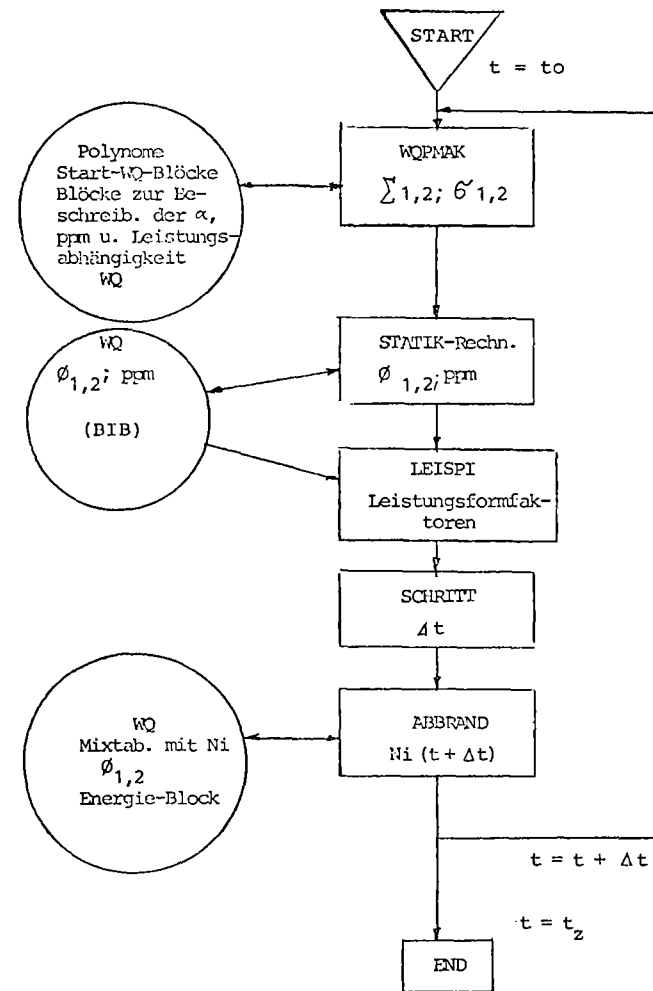 START
t = to
WQPMAK
Σ1,2; σ1,2
Polynome
Start-WQ-Blöcke
Blöcke zur Be-
schreib. der α,
ppm u. Leistungs-
abhängigkeit
WQ
STATIK-Rechn.
Ø 1,2; ppm
WQ
Ø1,2; ppm
(BIB)
LEISPI
Leistungsformfak-
toren
SCHRITT
Δt
ABBRAND
Ni (t + Δt)
WQ
Mixtab. mit Ni
Ø1,2
Energie-Block
t = t + Δt
t = tz
END